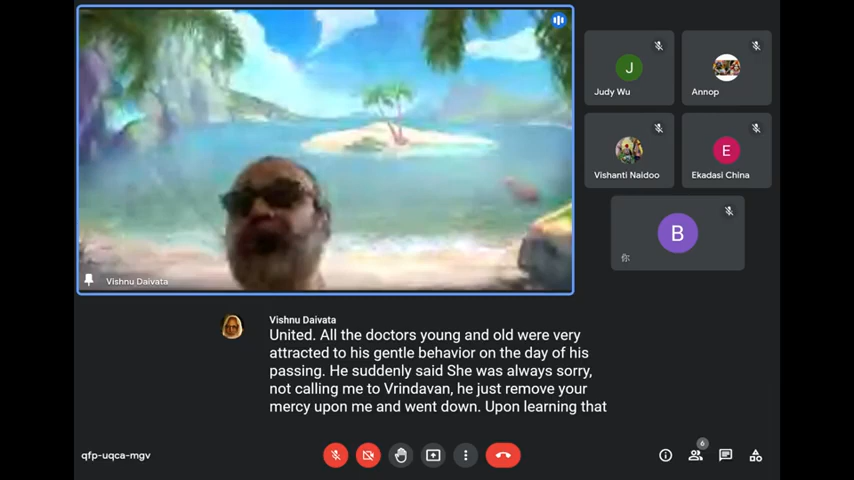 Judy Wu
Annop
Vishanti Naidoo
Ekadasi China
B
你
J
E
Vishnu Daivata
Vishnu Daivata
United. All the doctors young and old were very
attracted to his gentle behavior on the day of his
passing. He suddenly said She was always sorry,
not calling me to Vrindavan, he just remove your
mercy upon me and went down. Upon learning that
qfp-uqca-mgv
6